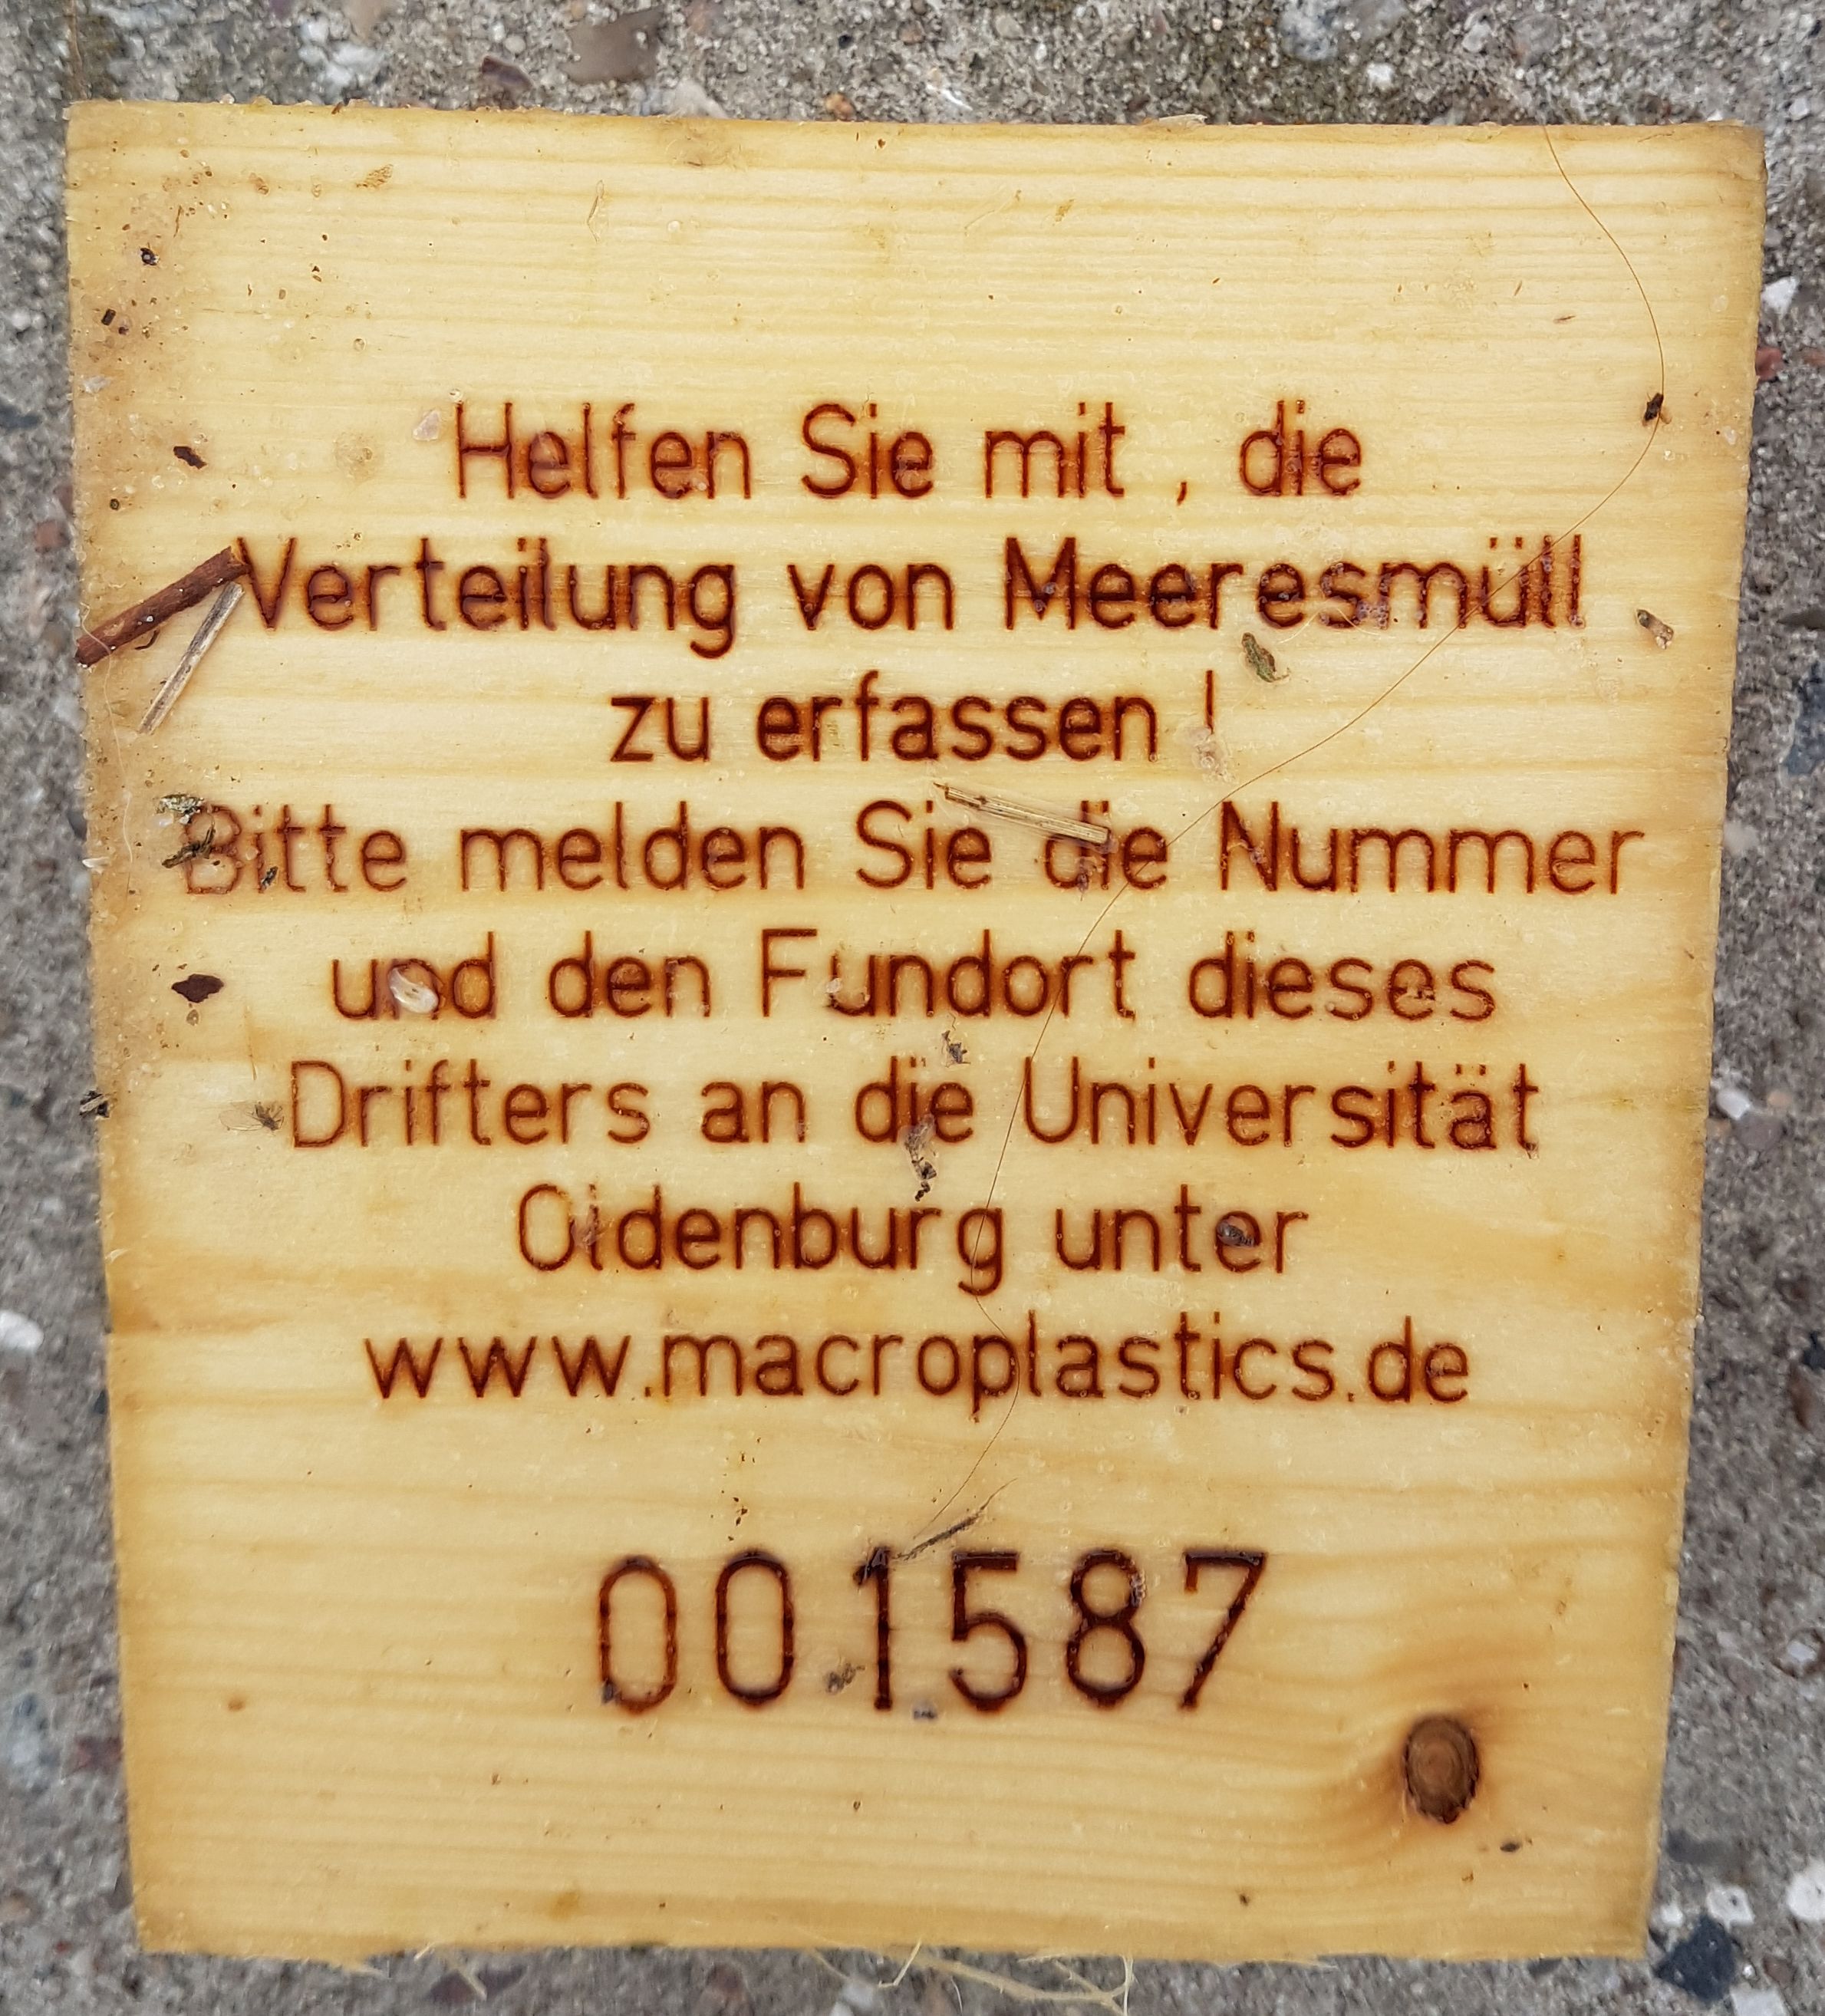 Helfen Sie mit , die
Verteilung von Meeresmüll
zu erfassen !
Bitte melden Sie die Nummer
und den Fundort dieses
Drifters an die Universität
Oldenburg unter
www.macroplastics.de
001587